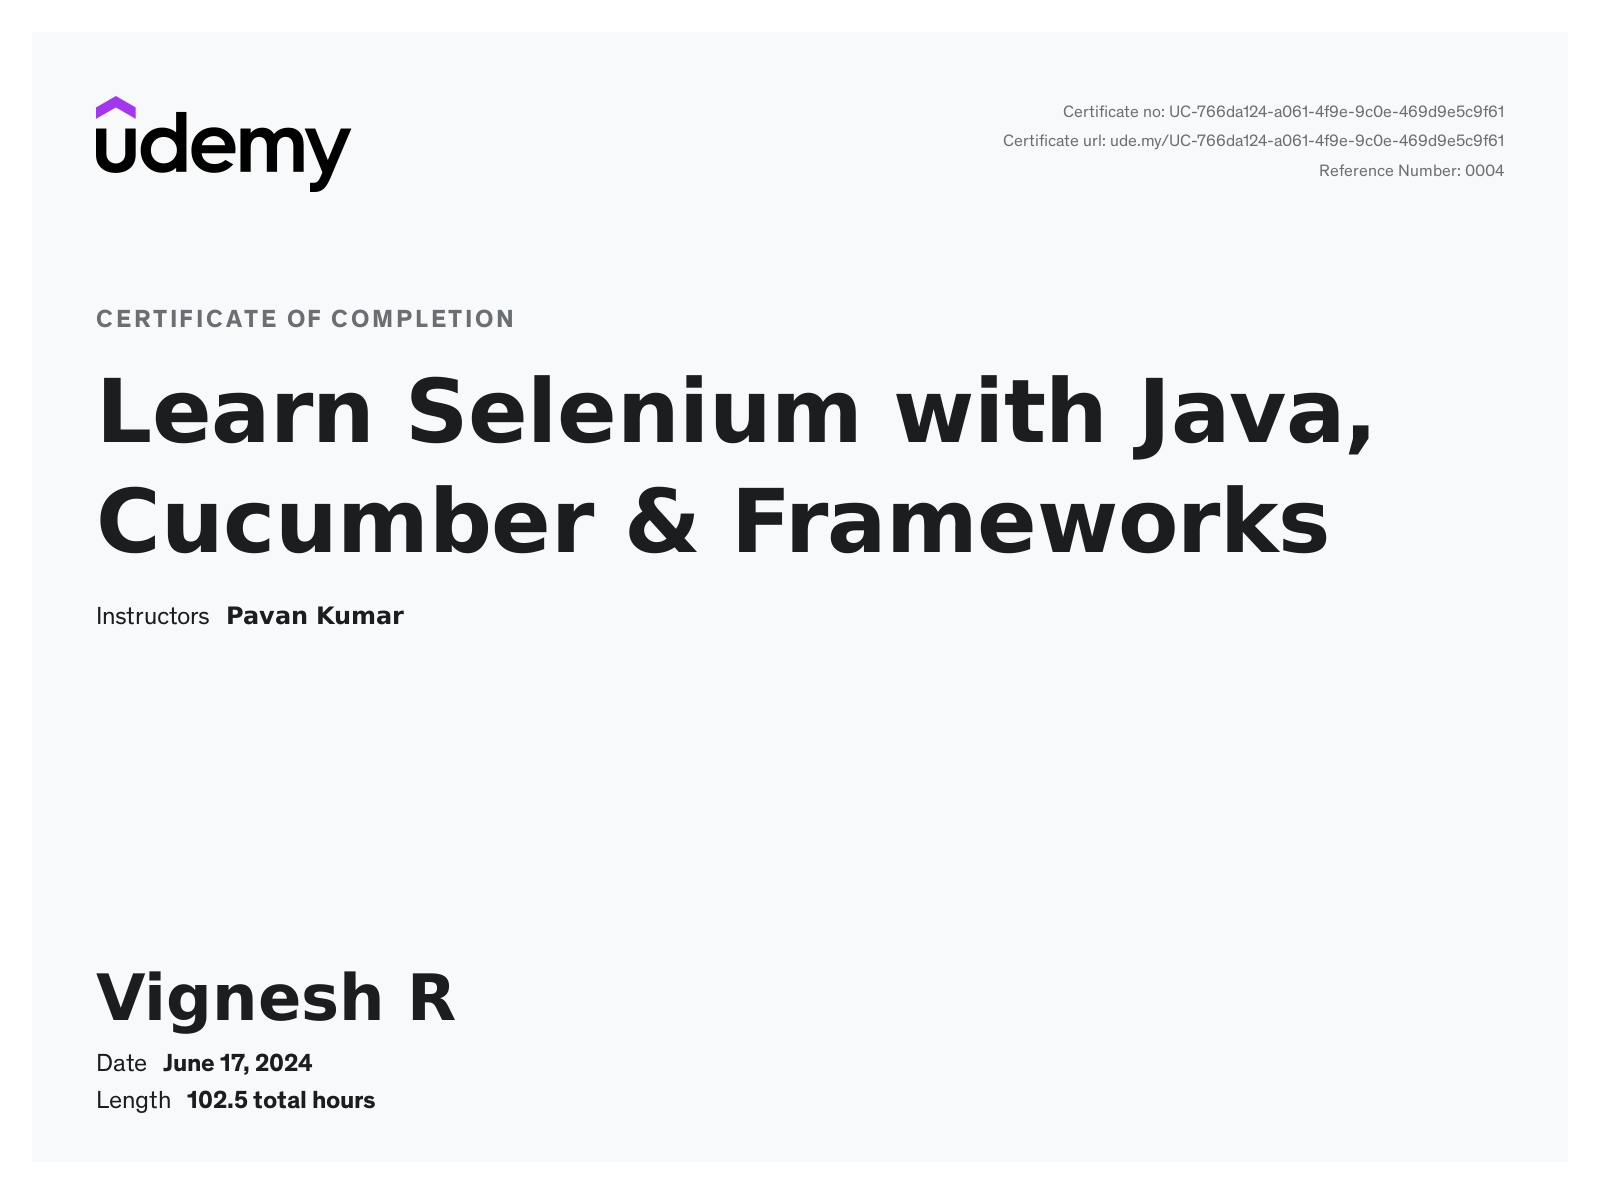 udemy
Certificate no: UC-766da124-a061-4f9e-9c0e-469d9e5c9f61
Certificate url: ude.my/UC-766da124-a061-4f9e-9c0e-469d9e5c9f61
Reference Number: 0004
CERTIFICATE OF COMPLETION
Learn Selenium with Java,
Cucumber & Frameworks
Instructors Pavan Kumar
Vignesh R
Date June 17, 2024
Length 102.5 total hours